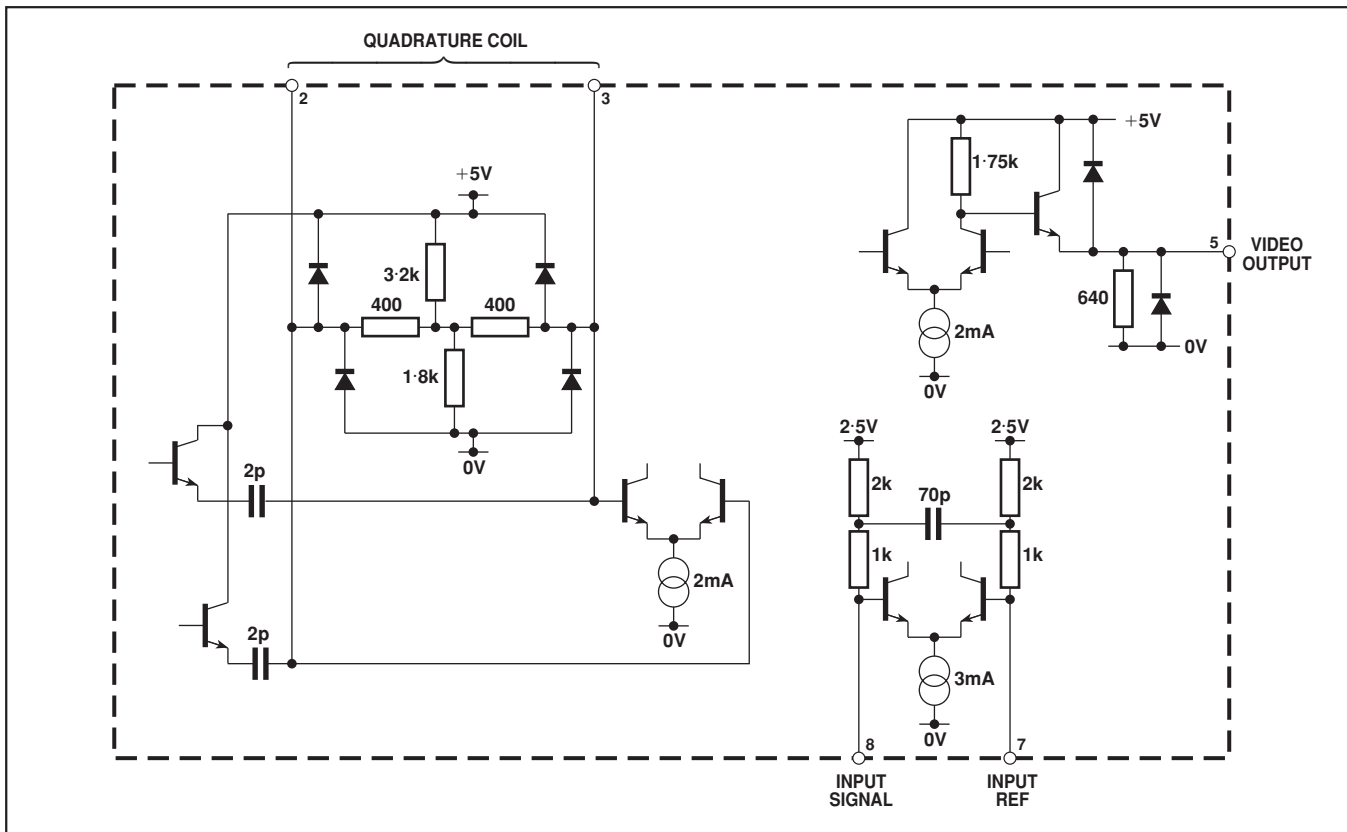 QUADRATURE COIL
2
3
+5V
1·75k
+5V
3·2k
400
400
5
VIDEO
OUTPUT
640
2mA
0V
1·8k
0V
0V
2·5V
2·5V
2p
2k
70p
2k
1k
1k
2mA
0V
2p
3mA
0V
8
7
INPUT
SIGNAL
INPUT
REF